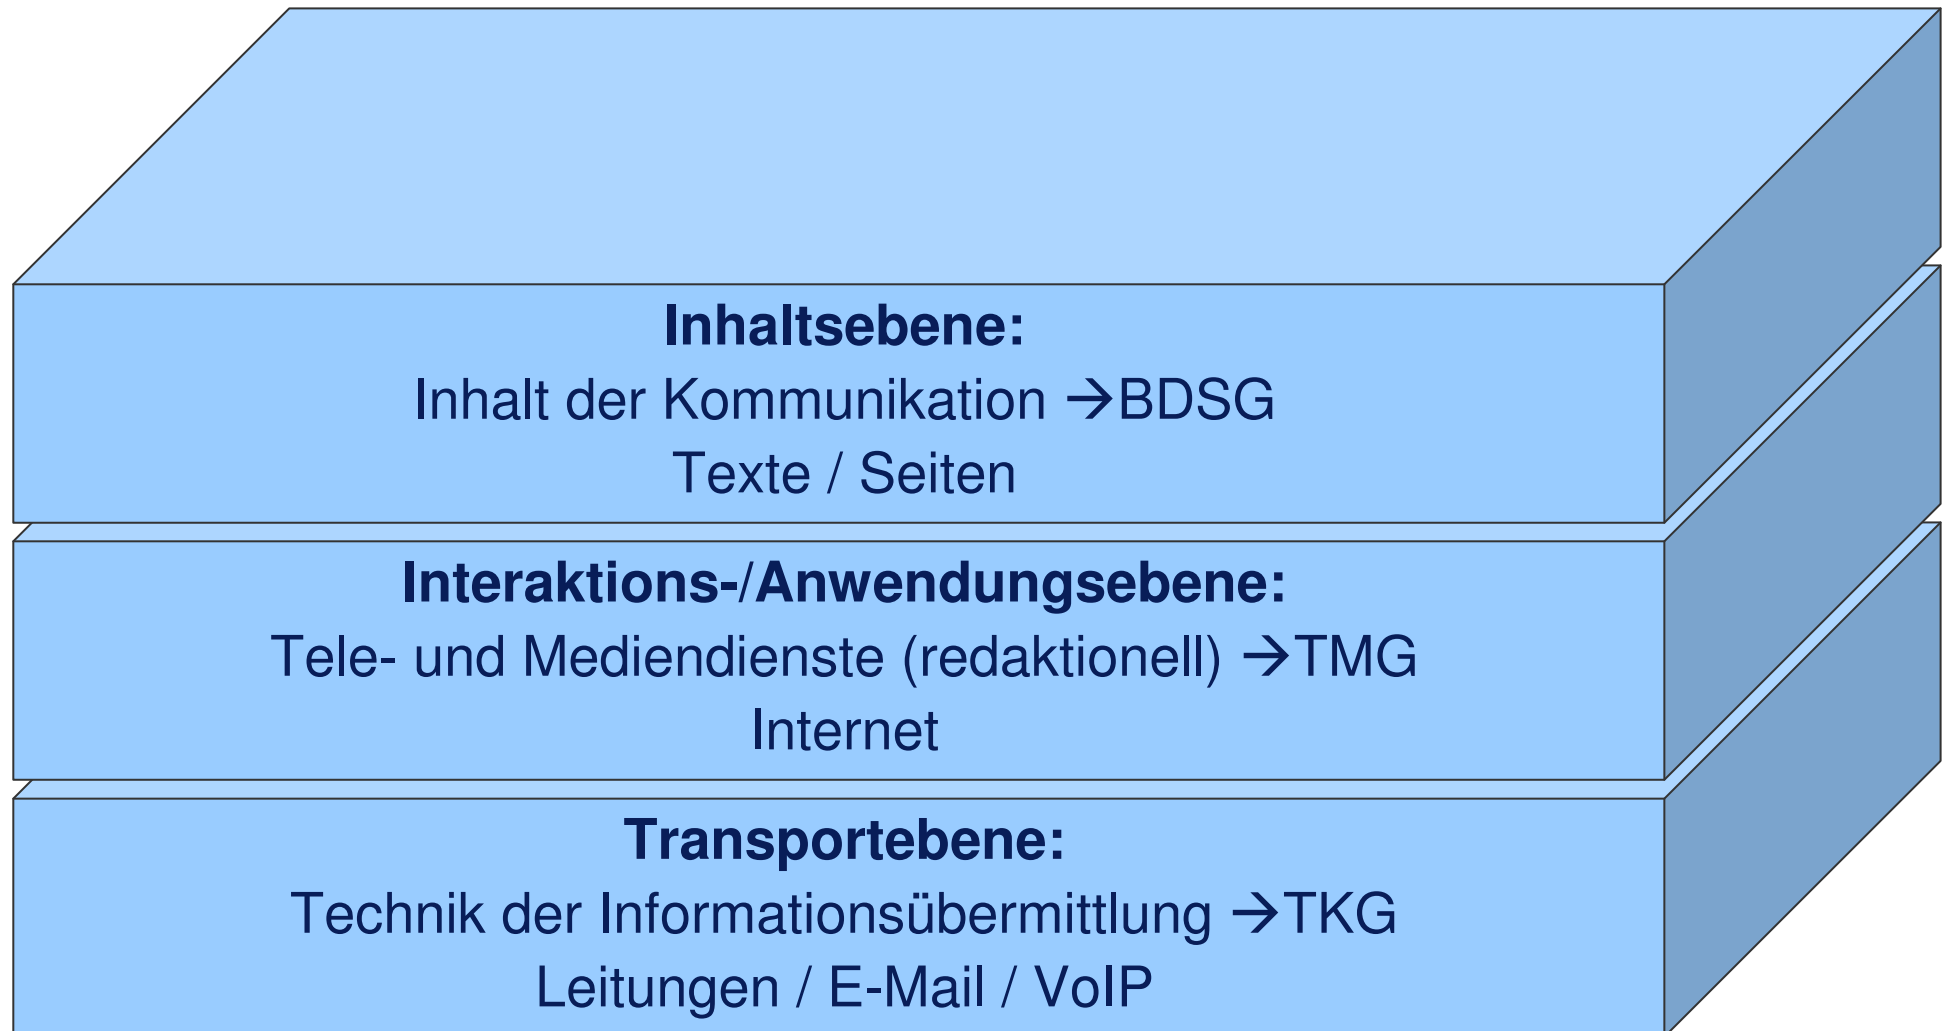 Inhaltsebene:
Inhalt der Kommunikation →BDSG
Texte / Seiten
Interaktions-/Anwendungsebene:
Tele- und Mediendienste (redaktionell) →TMG
Internet
Transportebene:
Technik der Informationsübermittlung →TKG
Leitungen / E-Mail / VoIP